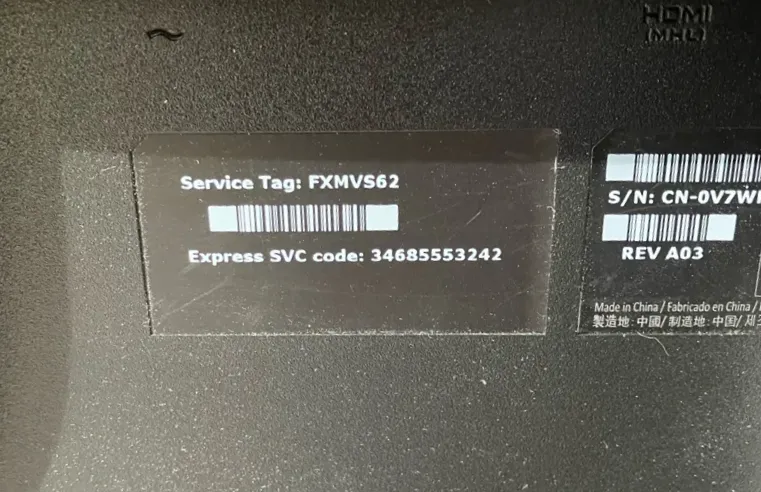 HDMI
(MHL)
Service Tag: FXMVS62
Express SVC code: 34685553242
S/N: CN-0V7W
REV A03
Made in China / Fabricado en China /
製造地: 中國/ 制造地: 中国/